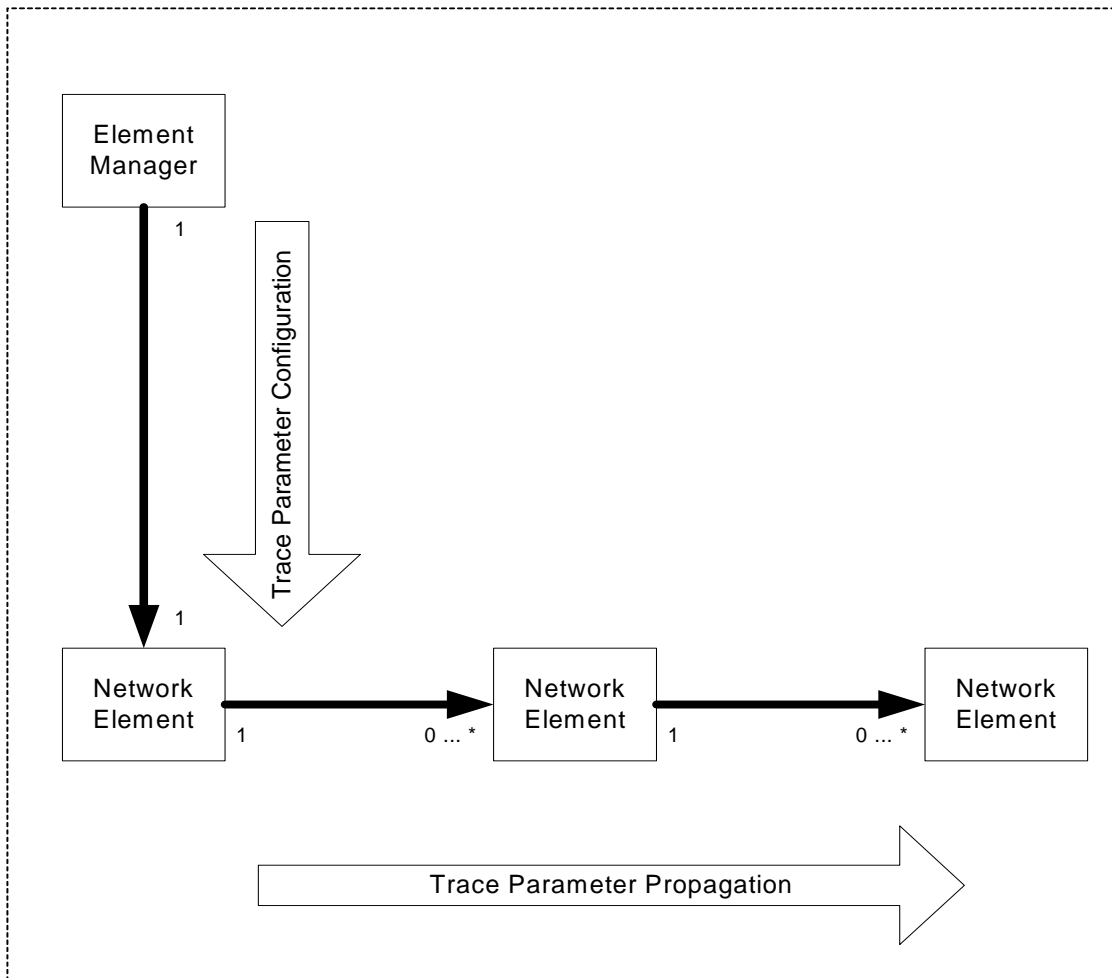 Element
Manager
1
Trace Parameter Configuration
1
Network
Element
Network
Element
Network
Element
1
0 ... *
1
0 ... *
Trace Parameter Propagation